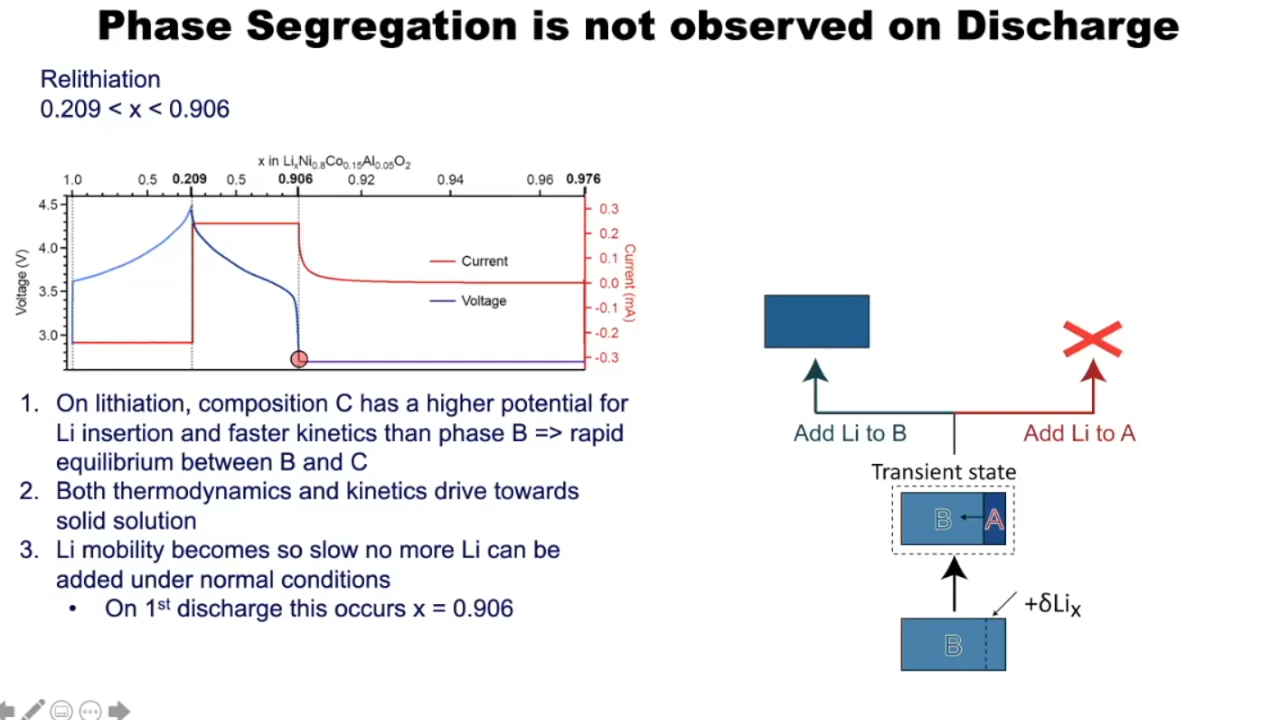 Phase Segregation is not observed on Discharge
Relithiation
0.209 < x < 0.906
x in LixNi0.8Co0.15Al0.05O2
1.0 0.5 0.209 0.5 0.906 0.92 0.94 0.96 0.976
4.5
4.0
3.5
3.0
Voltage (V)
0.3
0.2
0.1
0.0
-0.1
-0.2
-0.3
Current (mA)
Current
Voltage
1. On lithiation, composition C has a higher potential for
Li insertion and faster kinetics than phase B => rapid
equilibrium between B and C
2. Both thermodynamics and kinetics drive towards
solid solution
3. Li mobility becomes so slow no more Li can be
added under normal conditions
• On 1st discharge this occurs x = 0.906
Add Li to B
Add Li to A
Transient state
B A
+δLix
B